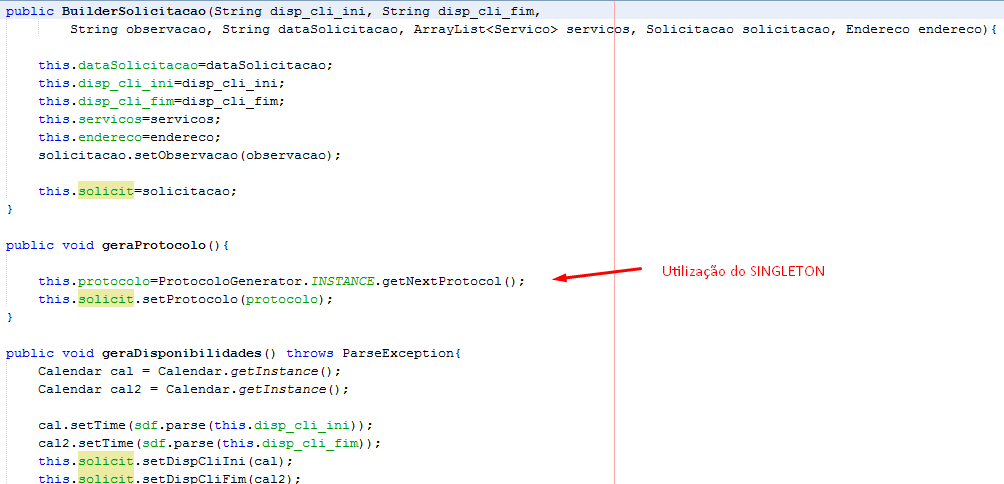 public BuilderSolicitacao(String disp_cli_ini, String disp_cli_fim,
String observacao, String dataSolicitacao, ArrayList<Servico> servicos, Solicitacao solicitacao, Endereco endereco){
this.dataSolicitacao=dataSolicitacao;
this.disp_cli_ini=disp_cli_ini;
this.disp_cli_fim=disp_cli_fim;
this.servicos=servicos;
this.endereco=endereco;
solicitacao.setObservacao(observacao);
this.solicit=solicitacao;
}
public void geraProtocolo(){
this.protocolo=ProtocoloGenerator.INSTANCE.getNextProtocol();
Utilização do SINGLETON
this.solicit.setProtocolo(protocolo);
}
public void geraDisponibilidades() throws ParseException{
Calendar cal = Calendar.getInstance();
Calendar cal2 = Calendar.getInstance();
cal.setTime(sdf.parse(this.disp_cli_ini));
cal2.setTime(sdf.parse(this.disp_cli_fim));
this.solicit.setDispCliIni(cal);
this.solicit.setDispCliFim(cal2);